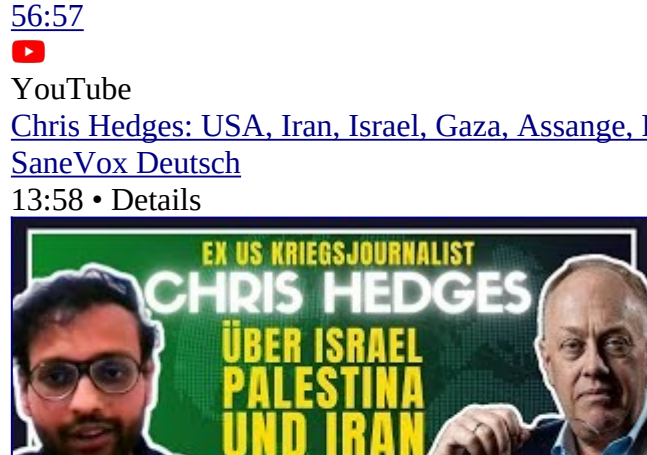 56:57
YouTube
Chris Hedges: USA, Iran, Israel, Gaza, Assange,
SaneVox Deutsch
13:58 • Details
EX US KRIEGSJOURNALIST
CHRIS HEDGES
ÜBER ISRAEL
PALESTINA
UND IRAN